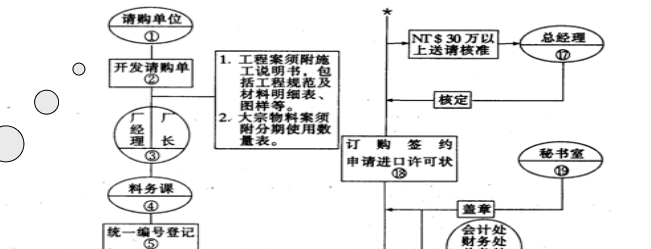 请购单位
①
开发请购单
②
1. 工程案须附施
工说明书，包
括工程规范及
材料明细表、
图样等。
2. 大宗物料案须
附分期使用数
量表。
厂经理
厂长
③
料务课
④
统一编号登记
⑤
*
NT$30万以
上送请核准
总经理
⑰
核定
订购签约
申请进口许可状
⑱
秘书室
⑲
盖章
会计处
财务处